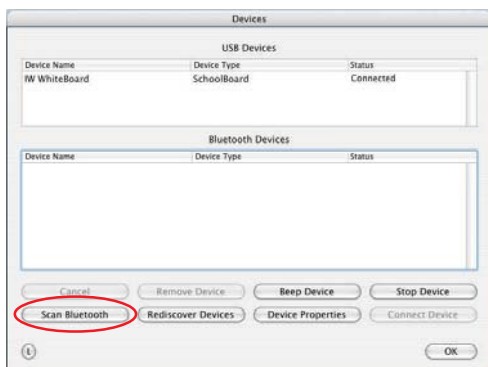 Devices
USB Devices
Device Name Device Type Status
IW WhiteBoard SchoolBoard Connected
Bluetooth Devices
Device Name Device Type Status
Cancel Remove Device Beep Device Stop Device
Scan Bluetooth Rediscover Devices Device Properties Connect Device
OK